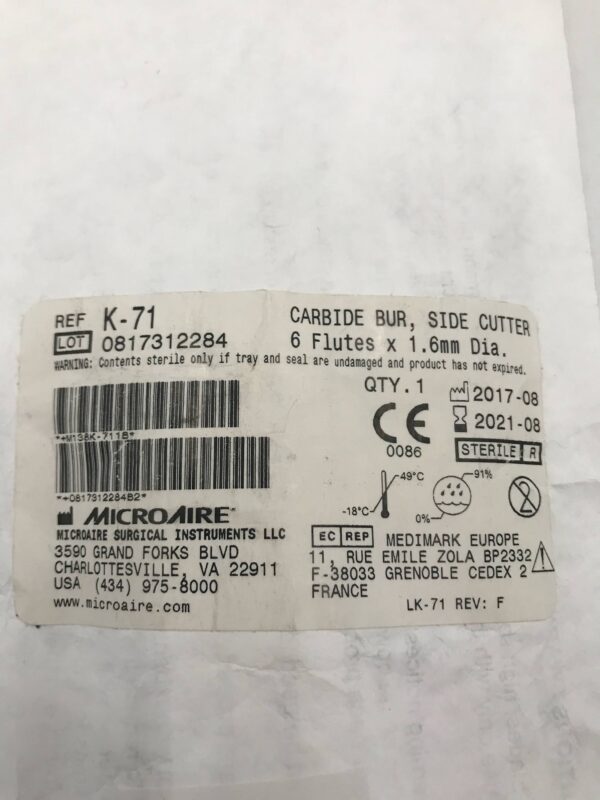 REF K-71
LOT 0817312284
CARBIDE BUR, SIDE CUTTER
6 Flutes x 1.6mm Dia.
WARNING: Contents sterile only if tray and seal are undamaged and product has not expired.
QTY. 1
2017-08
2021-08
CE
0086
STERILE R
*+M138K-711B*
*+0817312284B2*
49°C
-18°C
91%
0%
2
MICROAIRE
MICROAIRE SURGICAL INSTRUMENTS LLC
3590 GRAND FORKS BLVD
CHARLOTTESVILLE, VA 22911
USA (434) 975-8000
www.microaire.com
EC REP MEDIMARK EUROPE
11, RUE EMILE ZOLA BP2332
F-38033 GRENOBLE CEDEX 2
FRANCE
LK-71 REV: F